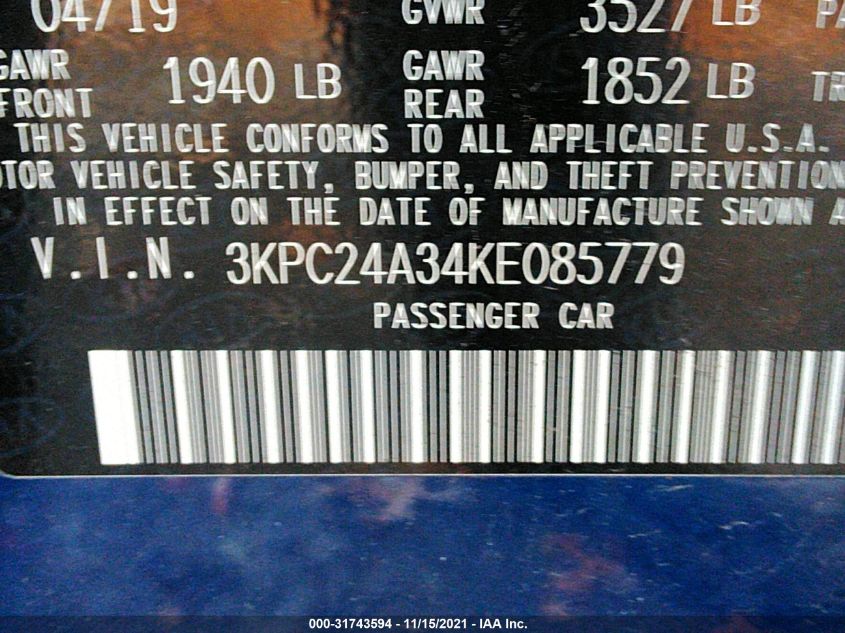 04/19 GVWR 3527 LB
GAWR FRONT 1940 LB GAWR REAR 1852 LB
THIS VEHICLE CONFORMS TO ALL APPLICABLE U.S.A.
VEHICLE SAFETY, BUMPER, AND THEFT PREVENTION
IN EFFECT ON THE DATE OF MANUFACTURE SHOWN
V.I.N. 3KPC24A34KE085779
PASSENGER CAR
000-31743594 - 11/15/2021 - IAA Inc.